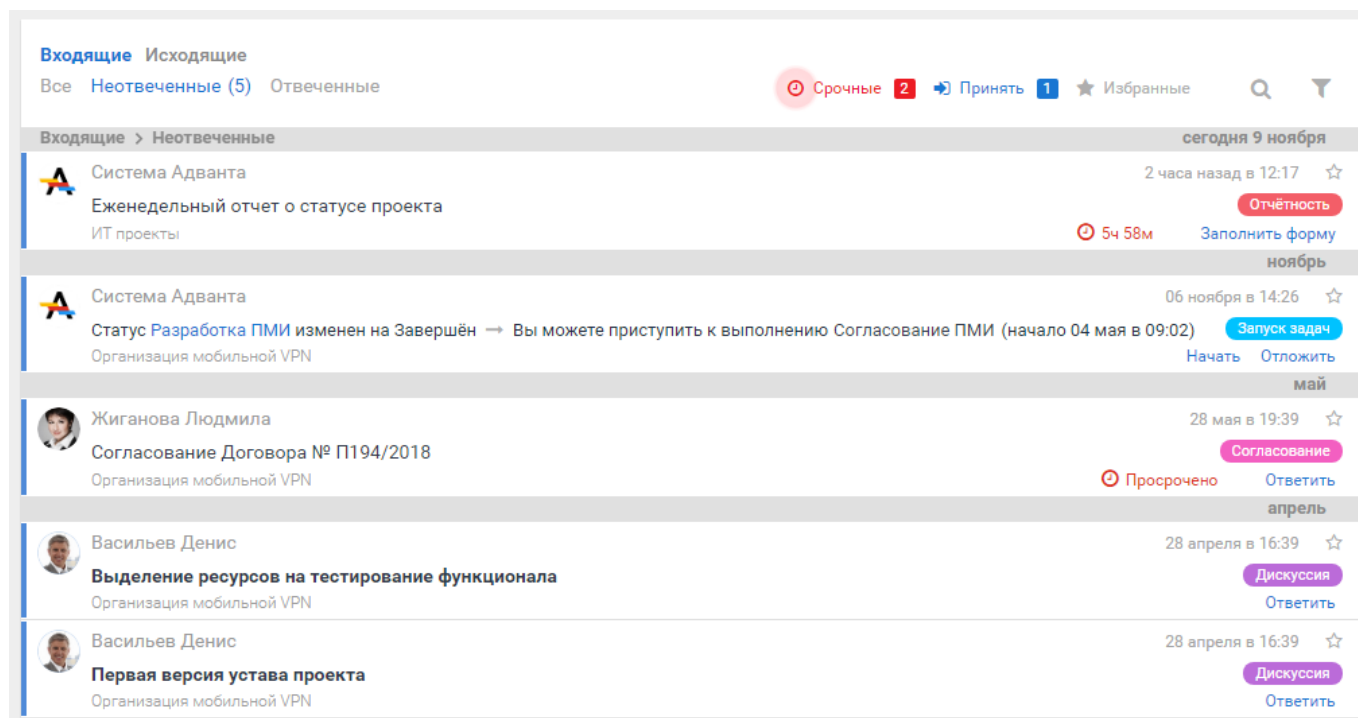 Входящие Исходящие
Все Неотвеченные (5) Отвеченные
Срочные 2 Принять 1 Избранные
Входящие > Неотвеченные сегодня 9 ноября
Система Адванта 2 часа назад в 12:17
Еженедельный отчет о статусе проекта Отчётность
ИТ проекты 5ч 58м Заполнить форму
ноябрь
Система Адванта 06 ноября в 14:26
Статус Разработка ПМИ изменен на Завершён → Вы можете приступить к выполнению Согласование ПМИ (начало 04 мая в 09:02) Запуск задач
Организация мобильной VPN Начать Отложить
май
Жиганова Людмила 28 мая в 19:39
Согласование Договора № П194/2018 Согласование
Организация мобильной VPN Просрочено Ответить
апрель
Васильев Денис 28 апреля в 16:39
Выделение ресурсов на тестирование функционала Дискуссия
Организация мобильной VPN Ответить
Васильев Денис 28 апреля в 16:39
Первая версия устава проекта Дискуссия
Организация мобильной VPN Ответить